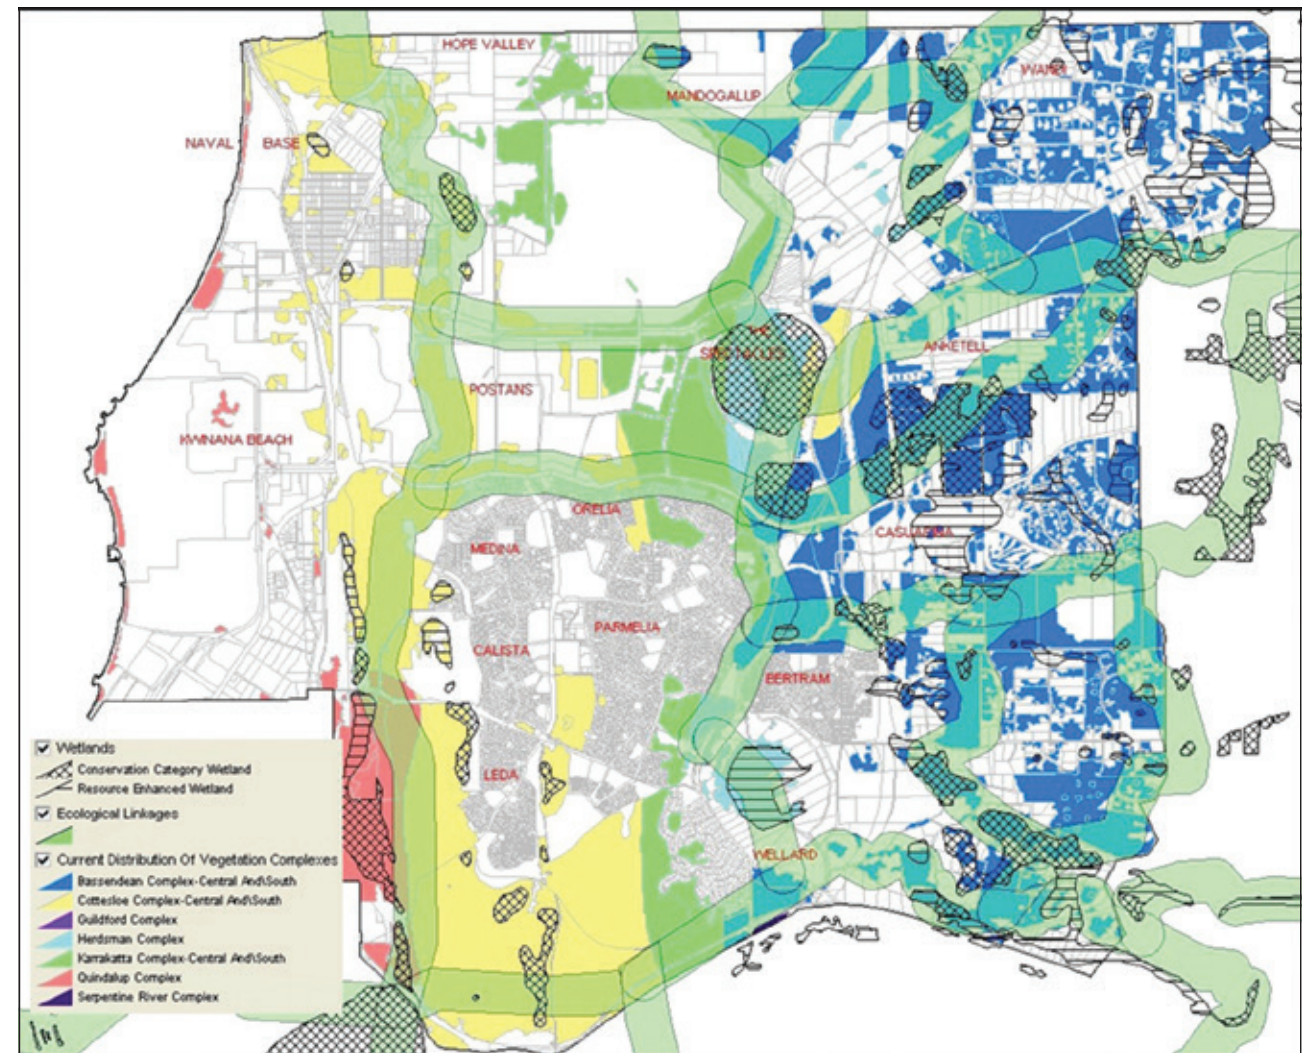 HOPE VALLEY
WANDI
MANDOGALUP
NAVAL BASE
ANKETELL
POSTANS
KWINANA BEACH
ORELIA
CASUARINA
MEDINA
PARMELIA
CALISTA
BERTRAM
LEDA
WELLARD
Wetlands
Conservation Category Wetland
Resource Enhanced Wetland
Ecological Linkages
Current Distribution Of Vegetation Complexes
Bassendean Complex-Central And\South
Cottesloe Complex-Central And\South
Guildford Complex
Herdsman Complex
Karrakatta Complex-Central And\South
Quindalup Complex
Serpentine River Complex